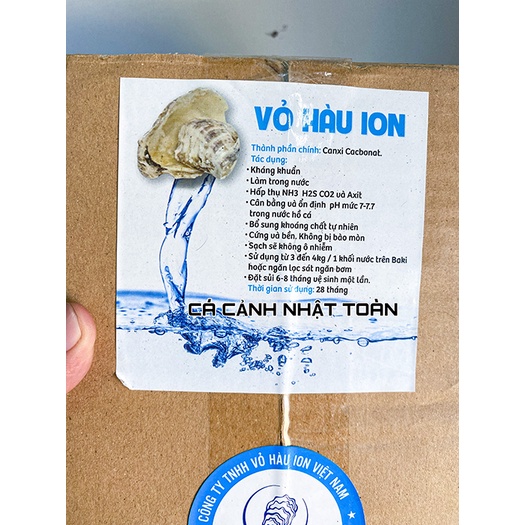 VỎ HÀU ION
Thành phần chính: Canxi Cacbonat.
Tác dụng:
• Kháng khuẩn
• Làm trong nước
• Hấp thụ NH3 H2S CO2 và Axit
• Cân bằng và ổn định pH mức 7-7.7
trong nước hồ cá
• Bổ sung khoáng chất tự nhiên
• Cứng và bền, Không bị bào mòn
• Sạch sẽ không ô nhiễm
• Sử dụng từ 3 đến 4kg / 1 khối nước trên Baki
hoặc ngăn lọc sát ngăn bơm
• Đặt sủi 6-8 tháng vệ sinh một lần.
Thời gian sử dụng: 28 tháng
CÁ CẢNH NHẬT TOÀN
CÔNG TY TNHH VỎ HÀU ION VIỆT NAM